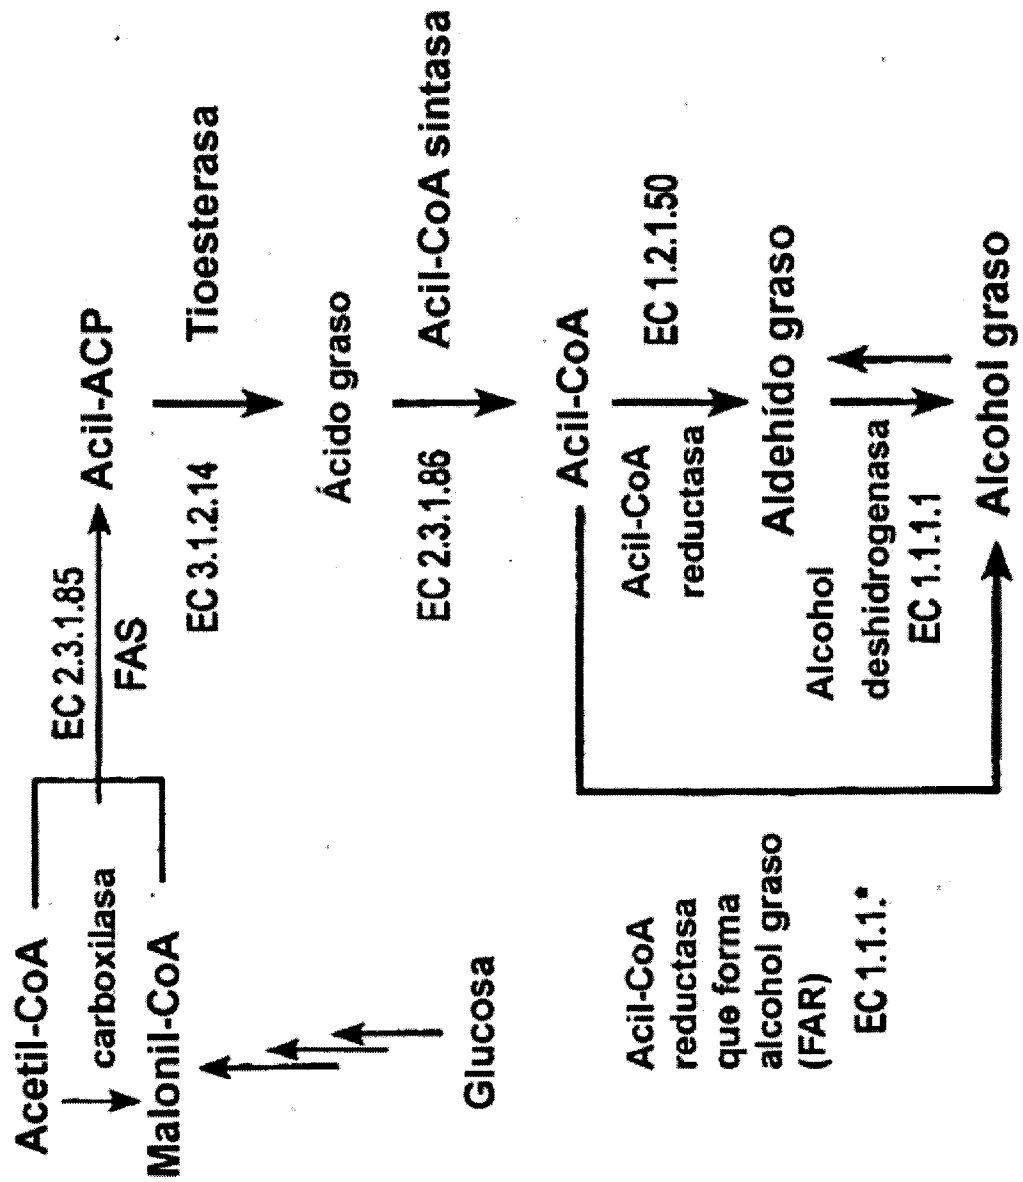 Acetil-CoA
carboxilasa
Malonil-CoA
Glucosa
EC 2.3.1.85
FAS
Acil-ACP
EC 3.1.2.14
Tioesterasa
Ácido graso
EC 2.3.1.86
Acil-CoA sintasa
Acil-CoA
Acil-CoA
reductasa
EC 1.2.1.50
Aldehído graso
Alcohol
deshidrogenasa
EC 1.1.1.1
Alcohol graso
Acil-CoA
reductasa
que forma
alcohol graso
(FAR)
EC 1.1.1.*